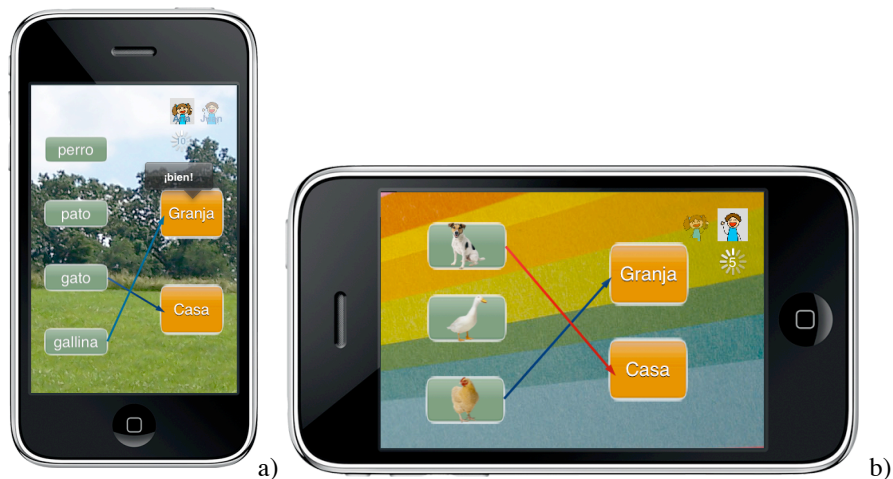 perro
¡bien!
pato
Granja
gato
Casa
gallina
a)
5
Granja
Casa
b)